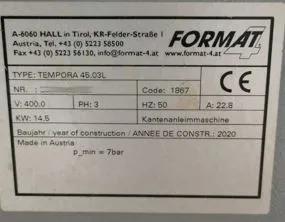 A-6060 HALL in Tirol, KR-Felder-Straße 1
Austria, Tel. +43 (0) 5223 58500
Fax +43 (0) 5223 56130, info@format-4.at
FORMAT 4
www.format-4.at
TYPE: TEMPORA 45.03L
NR. : Code: 1867
V: 400.0 PH: 3 HZ: 50 A: 22.8
KW: 14.5 Kantenanleimmaschine
CE
Baujahr / year of construction / ANNEE DE CONSTR.: 2020
Made in Austria
p_min = 7bar